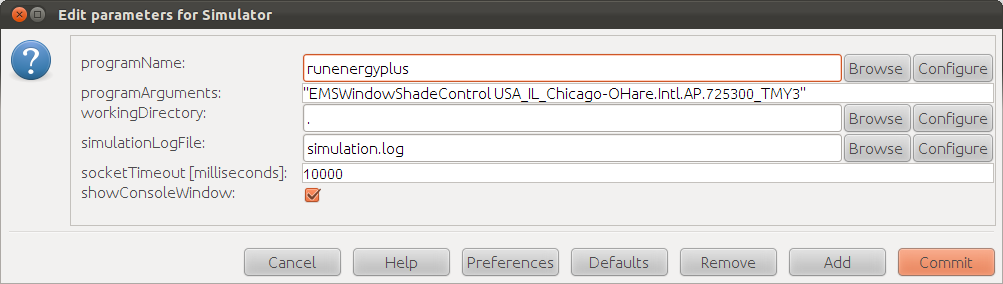 Edit parameters for Simulator
?
programName: runenergyplus Browse Configure
programArguments: "EMSWindowShadeControl USA_IL_Chicago-OHare.Intl.AP.725300_TMY3"
workingDirectory: . Browse Configure
simulationLogFile: simulation.log Browse Configure
socketTimeout [milliseconds]: 10000
showConsoleWindow:
Cancel Help Preferences Defaults Remove Add Commit